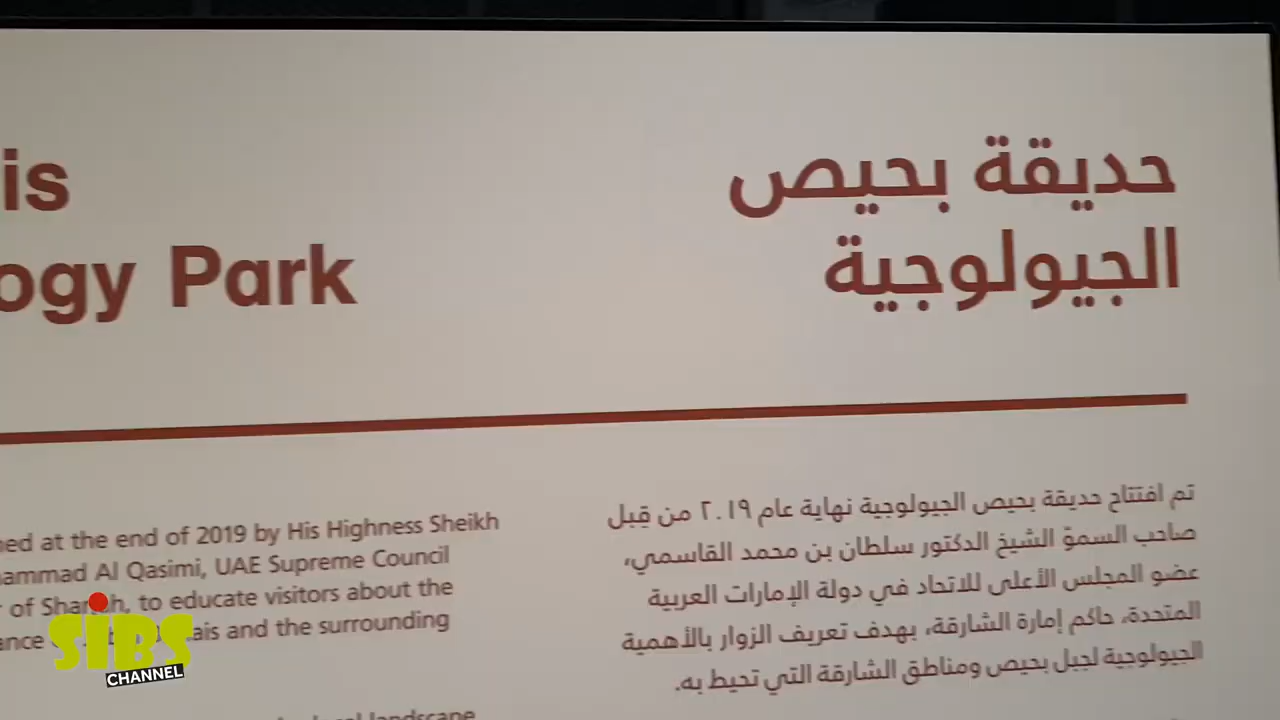 is
ogy Park
حديقة بحيص
الجيولوجية
ned at the end of 2019 by His Highness Sheikh
ammad Al Qasimi, UAE Supreme Council
of Sharjah, to educate visitors about the
ance ais and the surrounding
تم افتتاح حديقة بحيص الجيولوجية نهاية عام ٢٠١٩ من قِبل
صاحب السموّ الشيخ الدكتور سلطان بن محمد القاسمي،
عضو المجلس الأعلى للاتحاد في دولة الإمارات العربية
المتحدة، حاكم إمارة الشارقة، بهدف تعريف الزوار بالأهمية
الجيولوجية لجبل بحيص ومناطق الشارقة التي تحيط به.
landscape
SIBS
CHANNEL